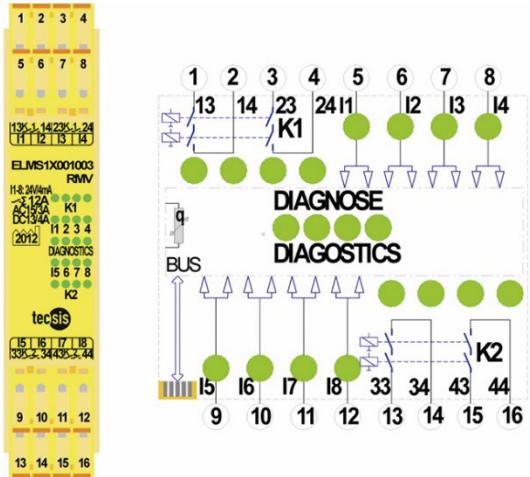 1 2 3 4
5 6 7 8
13 14 23 24
I1 I2 I3 I4
ELMS1X001003
RMV
I1-8: 24V/4mA
Σ 12A
AC15/3A
DC13/4A
2012
K1
I1 2 3 4
DIAGNOSTICS
I5 6 7 8
K2
tecsis
I5 I6 I7 I8
33 34 43 44
9 10 11 12
13 14 15 16
1 2 3 4 5 6 7 8
13 14 23 24 I1 I2 I3 I4
K1
DIAGNOSE
q
DIAGOSTICS
BUS
K2
I5 I6 I7 I8 33 34 43 44
9 10 11 12 13 14 15 16